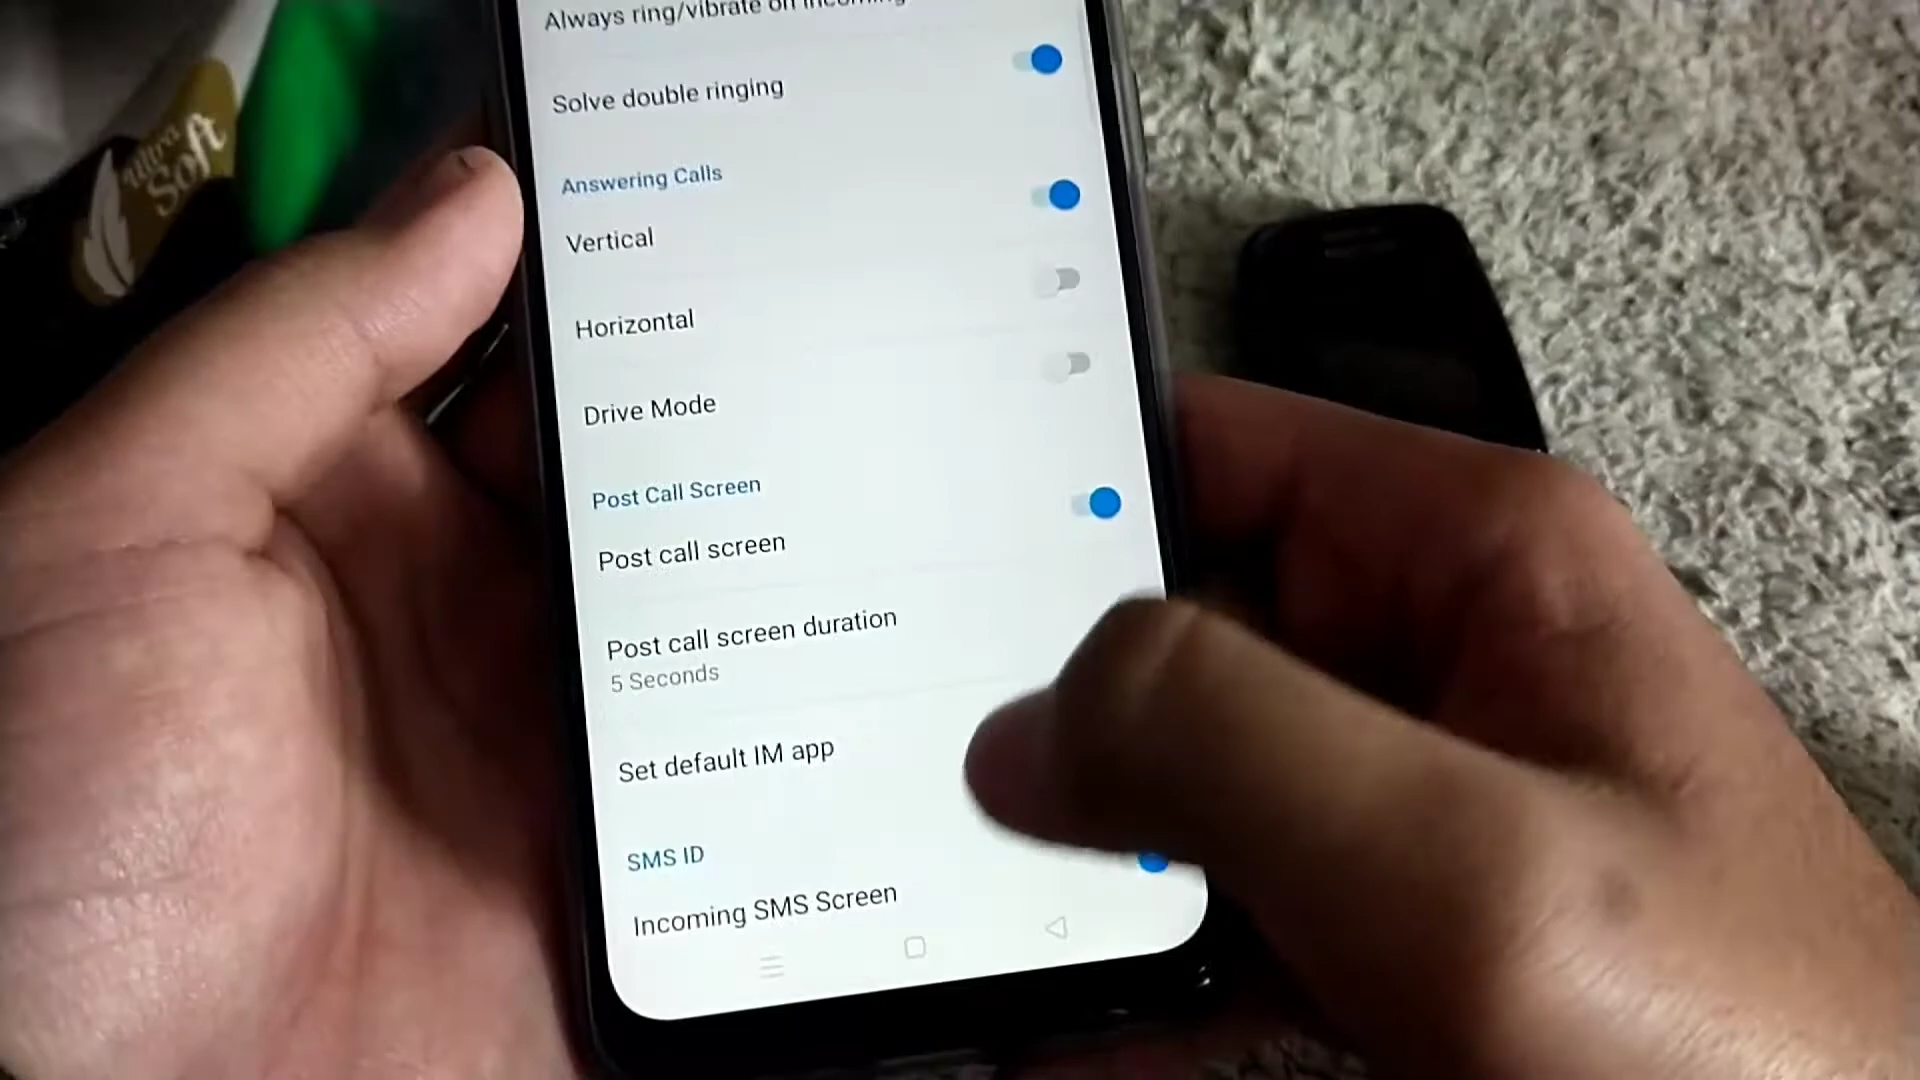 Always ring/vibrate on incoming
Solve double ringing
Answering Calls
Vertical
Horizontal
Drive Mode
Post Call Screen
Post call screen
Post call screen duration
5 Seconds
Set default IM app
SMS ID
Incoming SMS Screen
ultra
Soft